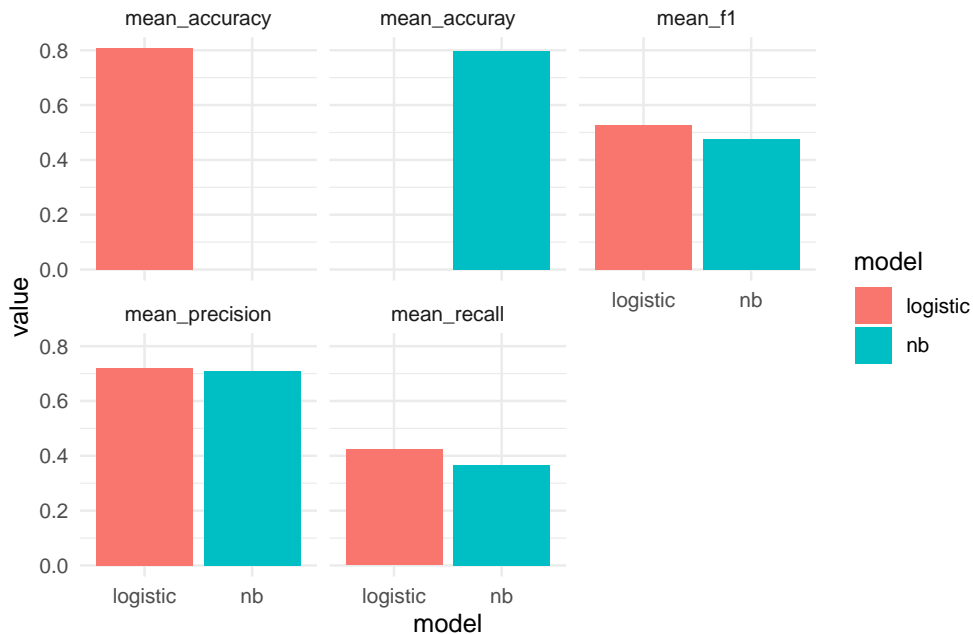 mean_accuracy
mean_accuray
mean_f1
0.8
0.6
0.4
0.2
0.0
logistic
nb
mean_precision
mean_recall
0.8
0.6
0.4
0.2
0.0
logistic
nb
logistic
nb
model
value
model
logistic
nb